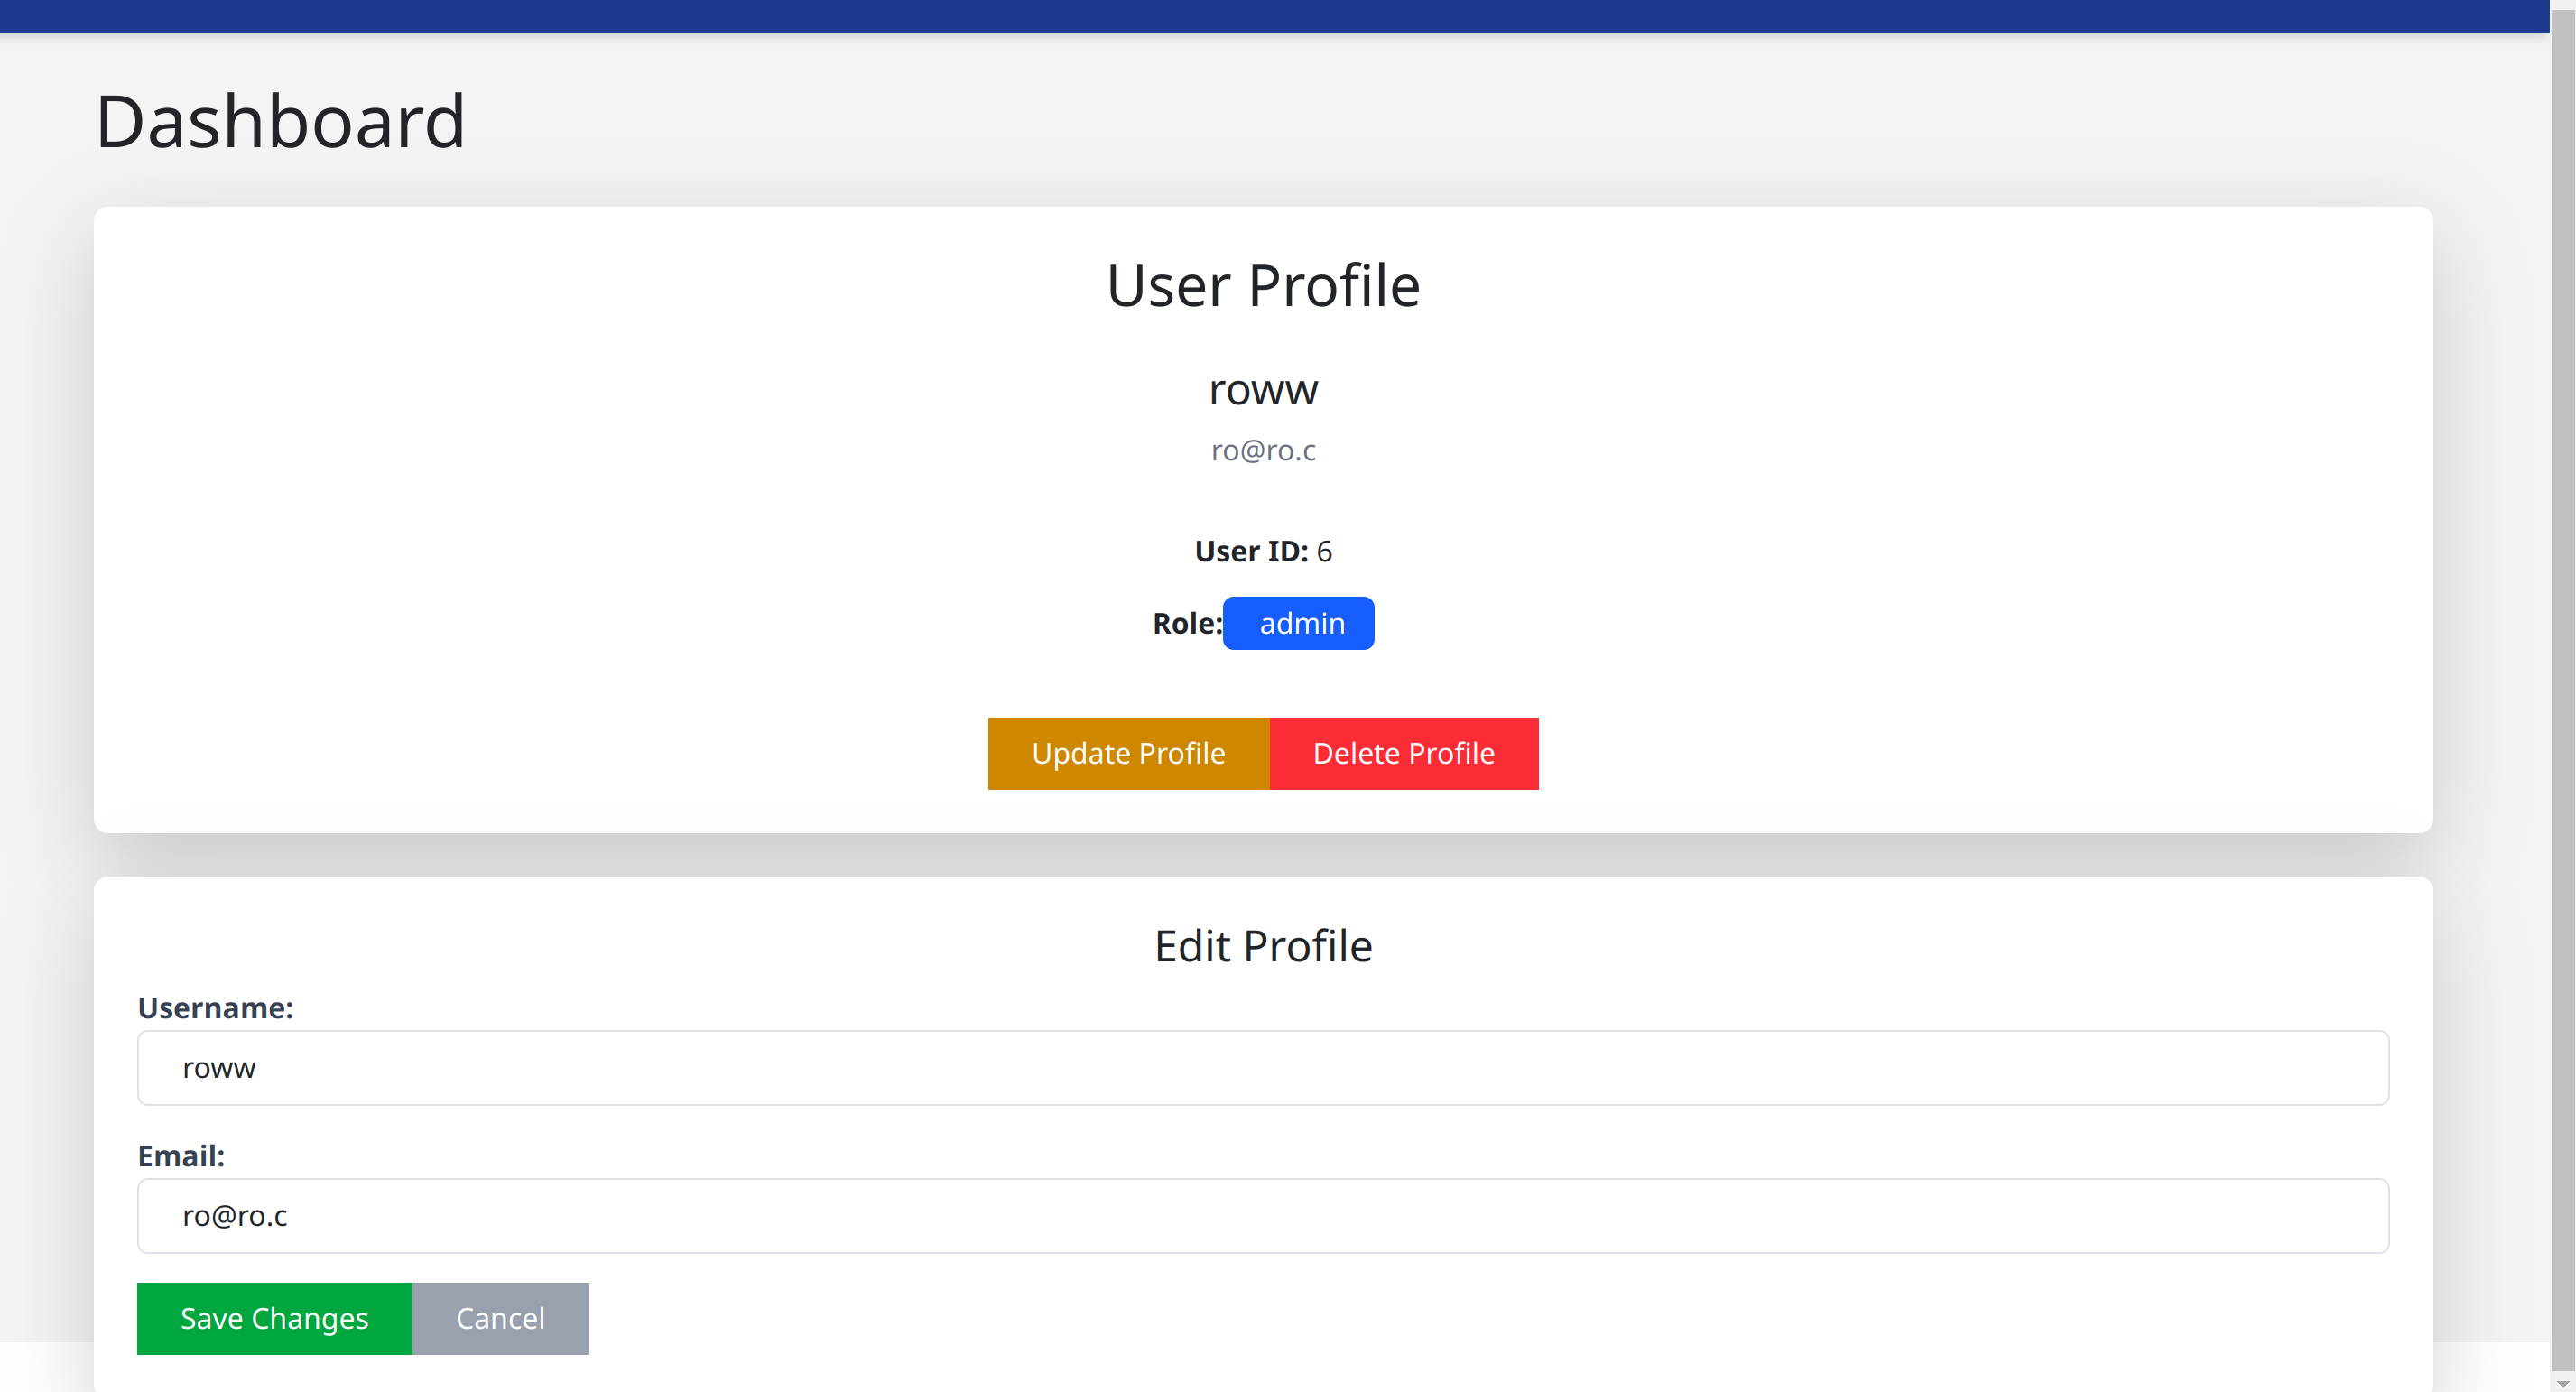 Dashboard
User Profile
roww
ro@ro.c
User ID: 6
Role: admin
Update Profile Delete Profile
Edit Profile
Username:
roww
Email:
ro@ro.c
Save Changes Cancel